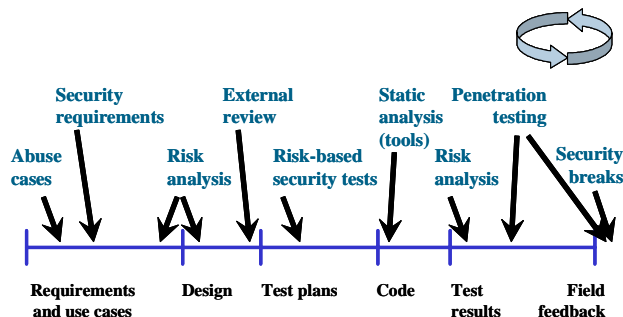 Security
requirements
External
review
Static
analysis
(tools)
Penetration
testing
Abuse
cases
Risk
analysis
Risk-based
security tests
Risk
analysis
Security
breaks
Requirements
and use cases
Design
Test plans
Code
Test
results
Field
feedback